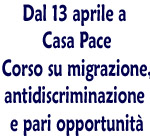 Dal 13 aprile a
Casa Pace
Corso su migrazione,
antidiscriminazione
e pari opportunità